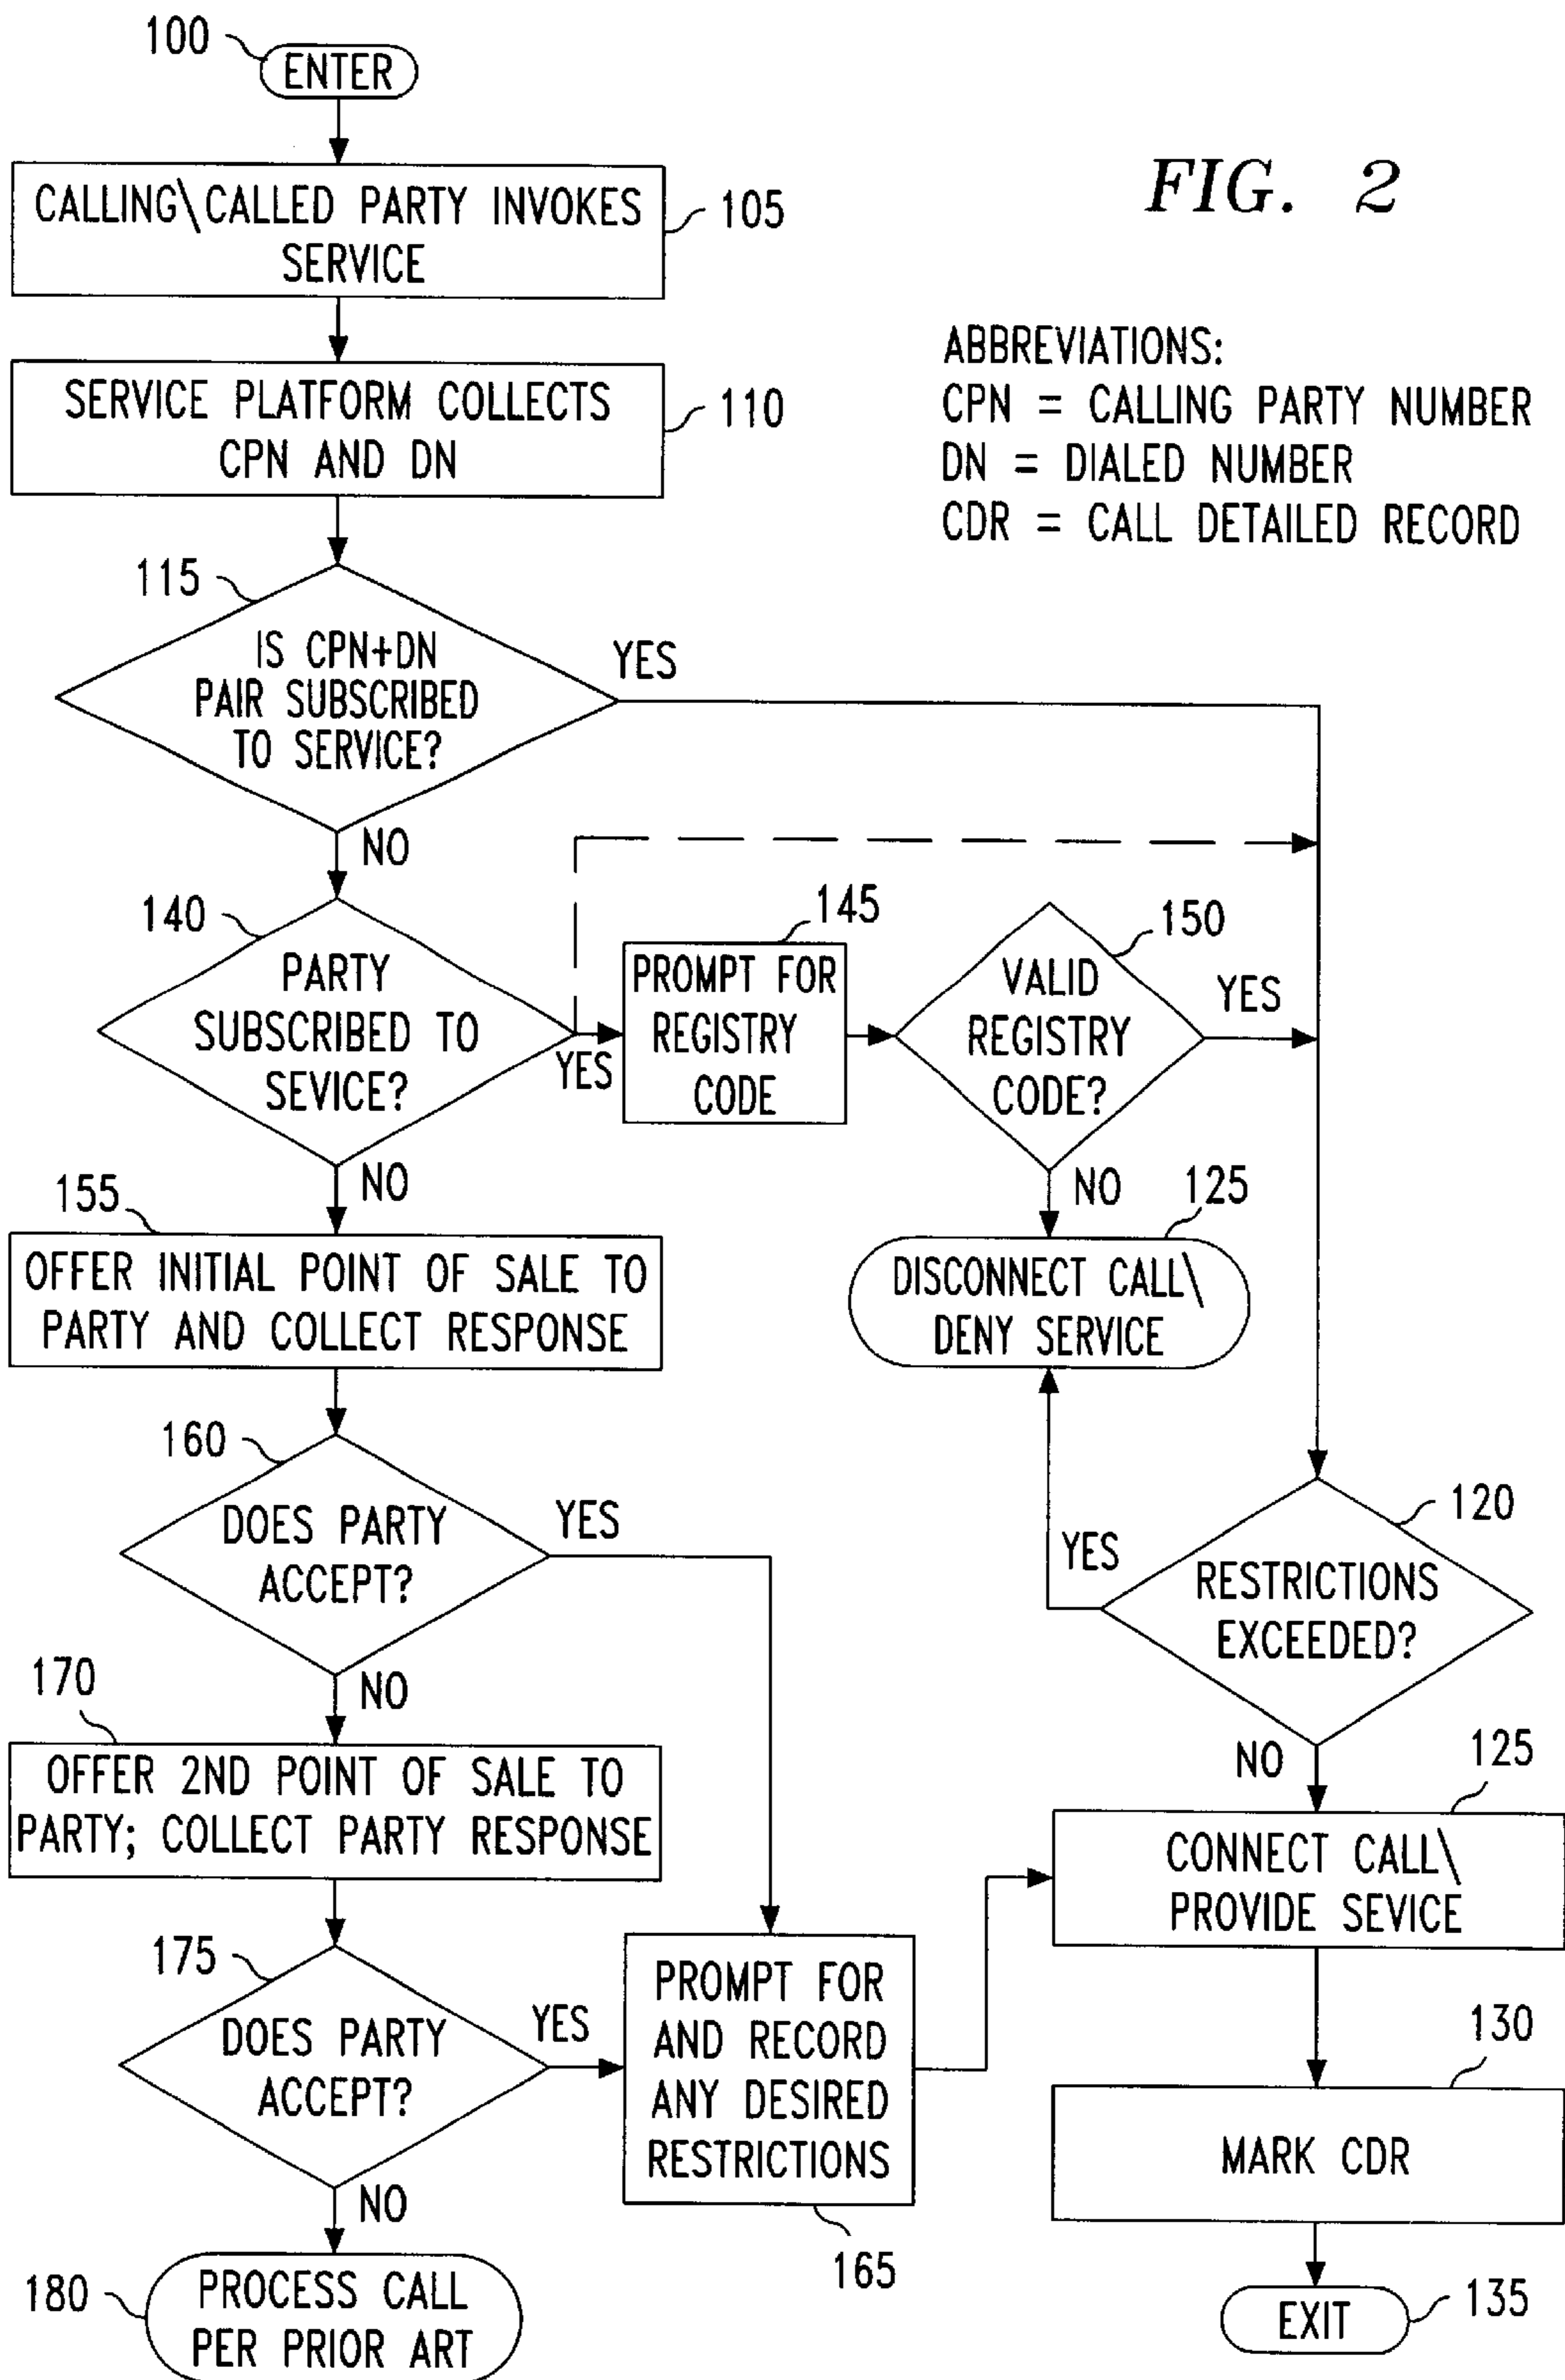 100
ENTER
FIG. 2
CALLING\CALLED PARTY INVOKES
SERVICE
105
ABBREVIATIONS:
CPN = CALLING PARTY NUMBER
DN = DIALED NUMBER
CDR = CALL DETAILED RECORD
SERVICE PLATFORM COLLECTS
CPN AND DN
110
115
IS CPN+DN
PAIR SUBSCRIBED
TO SERVICE?
YES
NO
140
PARTY
SUBSCRIBED TO
SEVICE?
YES
NO
145
PROMPT FOR
REGISTRY
CODE
150
VALID
REGISTRY
CODE?
YES
NO
125
DISCONNECT CALL\
DENY SERVICE
155
OFFER INITIAL POINT OF SALE TO
PARTY AND COLLECT RESPONSE
160
DOES PARTY
ACCEPT?
YES
NO
120
RESTRICTIONS
EXCEEDED?
YES
NO
170
OFFER 2ND POINT OF SALE TO
PARTY; COLLECT PARTY RESPONSE
125
CONNECT CALL\
PROVIDE SEVICE
175
DOES PARTY
ACCEPT?
YES
NO
PROMPT FOR
AND RECORD
ANY DESIRED
RESTRICTIONS
165
130
MARK CDR
180
PROCESS CALL
PER PRIOR ART
EXIT
135